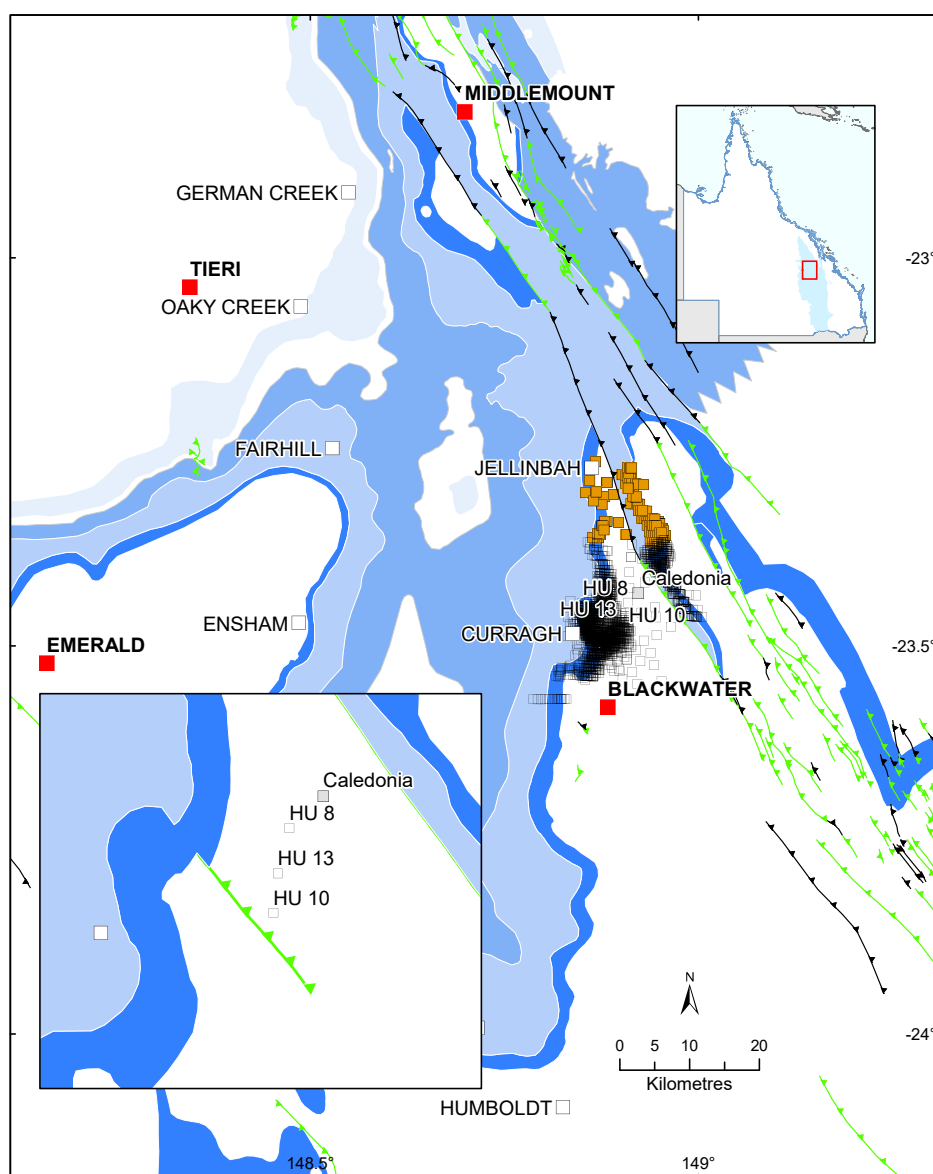 MIDDLEMOUNT
GERMAN CREEK
-23°
TIERI
OAKY CREEK
FAIRHILL
JELLINBAH
HU 8
Caledonia
HU 13
HU 10
ENSHAM
CURRAGH
-23.5°
EMERALD
BLACKWATER
Caledonia
HU 8
HU 13
HU 10
N
-24°
0 5 10 20
Kilometres
HUMBOLDT
148.5°
149°